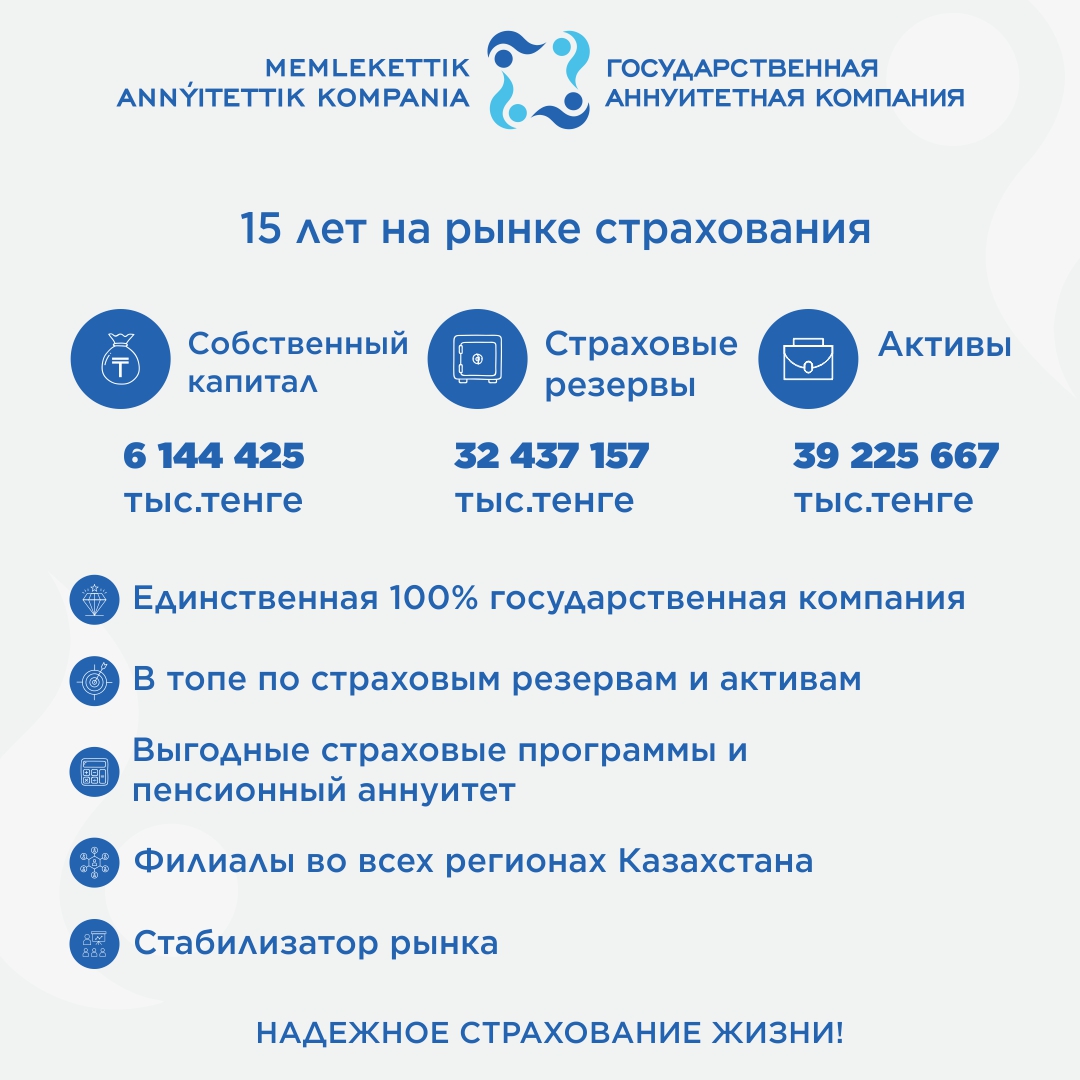 MEMLEKETTIK
ANNÝITETTIK KOMPANIA
ГОСУДАРСТВЕННАЯ
АННУИТЕТНАЯ КОМПАНИЯ
15 лет на рынке страхования
Собственный
капитал
6 144 425
тыс.тенге
Страховые
резервы
32 437 157
тыс.тенге
Активы
39 225 667
тыс.тенге
Единственная 100% государственная компания
В топе по страховым резервам и активам
Выгодные страховые программы и
пенсионный аннуитет
Филиалы во всех регионах Казахстана
Стабилизатор рынка
НАДЕЖНОЕ СТРАХОВАНИЕ ЖИЗНИ!